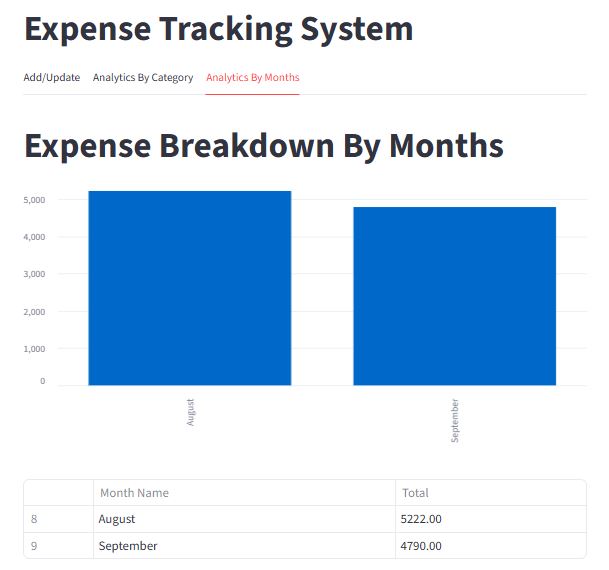 Expense Tracking System
Add/Update Analytics By Category Analytics By Months
Expense Breakdown By Months
5,000
4,000
3,000
2,000
1,000
0
August September
Month Name Total
8 August 5222.00
9 September 4790.00